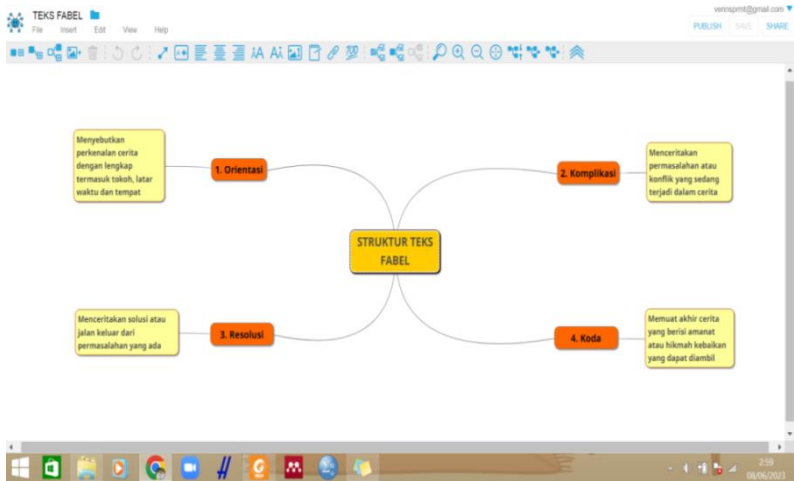 TEKS FABEL
vennsprmt@gmail.com
File Insert Edit View Help
PUBLISH SAVE SHARE
Menyebutkan
perkenalan cerita
dengan lengkap
termasuk tokoh, latar
waktu dan tempat
1. Orientasi
2. Komplikasi
Menceritakan
permasalahan atau
konflik yang sedang
terjadi dalam cerita
STRUKTUR TEKS
FABEL
Menceritakan solusi atau
jalan keluar dari
permasalahan yang ada
3. Resolusi
4. Koda
Memuat akhir cerita
yang berisi amanat
atau hikmah kebaikan
yang dapat diambil
2:59
08/06/2023